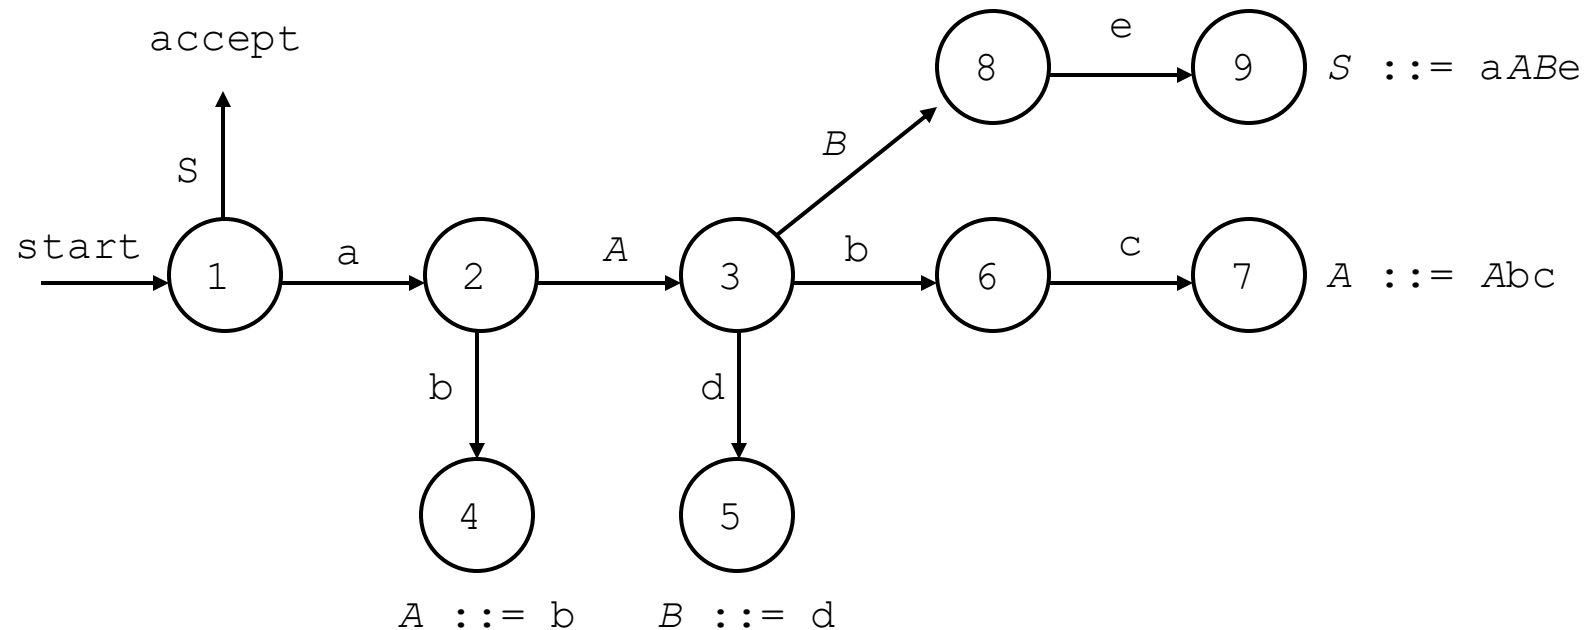 accept
e
8
9
S ::= aABe
B
S
start
1
a
2
A
3
b
6
c
7
A ::= Abc
b
d
4
5
A ::= b
B ::= d